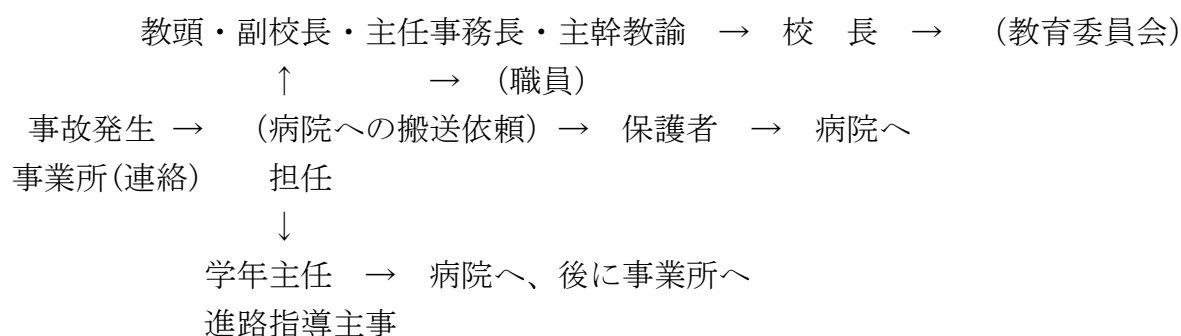 教頭・副校長・主任事務長・主幹教諭 → 校 長 → (教育委員会)
↑ → (職員)
事故発生 → (病院への搬送依頼) → 保護者 → 病院へ
事業所(連絡) 担任
↓
学年主任 → 病院へ、後に事業所へ
進路指導主事